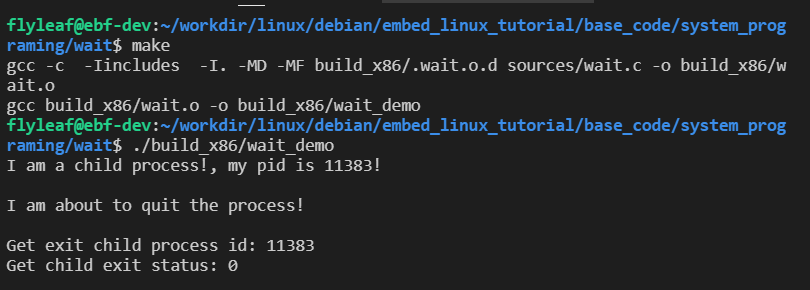 flyleaf@ebf-dev:~/workdir/linux/debian/embed_linux_tutorial/base_code/system_prog
raming/wait$ make
gcc -c  -Iincludes  -I. -MD -MF build_x86/.wait.o.d sources/wait.c -o build_x86/w
ait.o
gcc build_x86/wait.o -o build_x86/wait_demo
flyleaf@ebf-dev:~/workdir/linux/debian/embed_linux_tutorial/base_code/system_prog
raming/wait$ ./build_x86/wait_demo
I am a child process!, my pid is 11383!
I am about to quit the process!
Get exit child process id: 11383
Get child exit status: 0